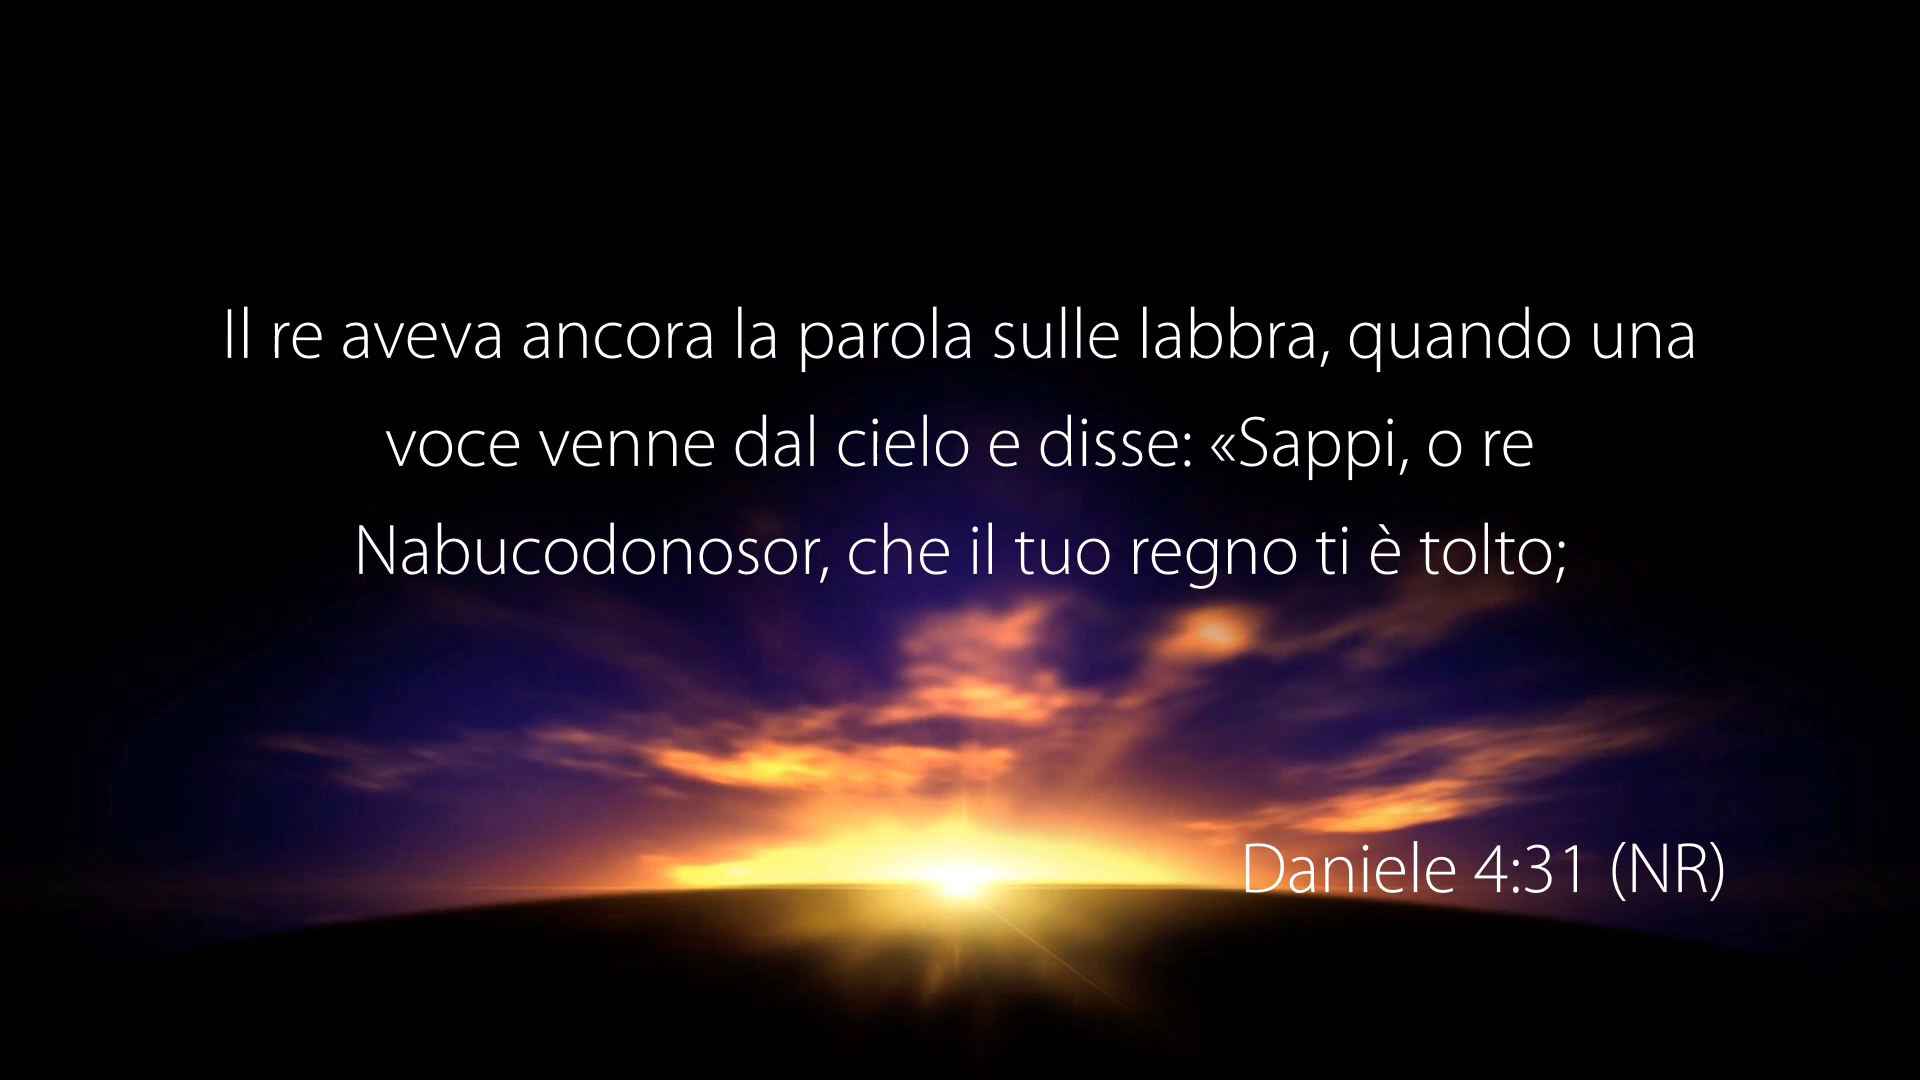 Il re aveva ancora la parola sulle labbra, quando una
voce venne dal cielo e disse: «Sappi, o re
Nabucodonosor, che il tuo regno ti è tolto;
Daniele 4:31 (NR)